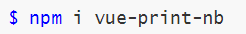 $ npm i vue-print-nb